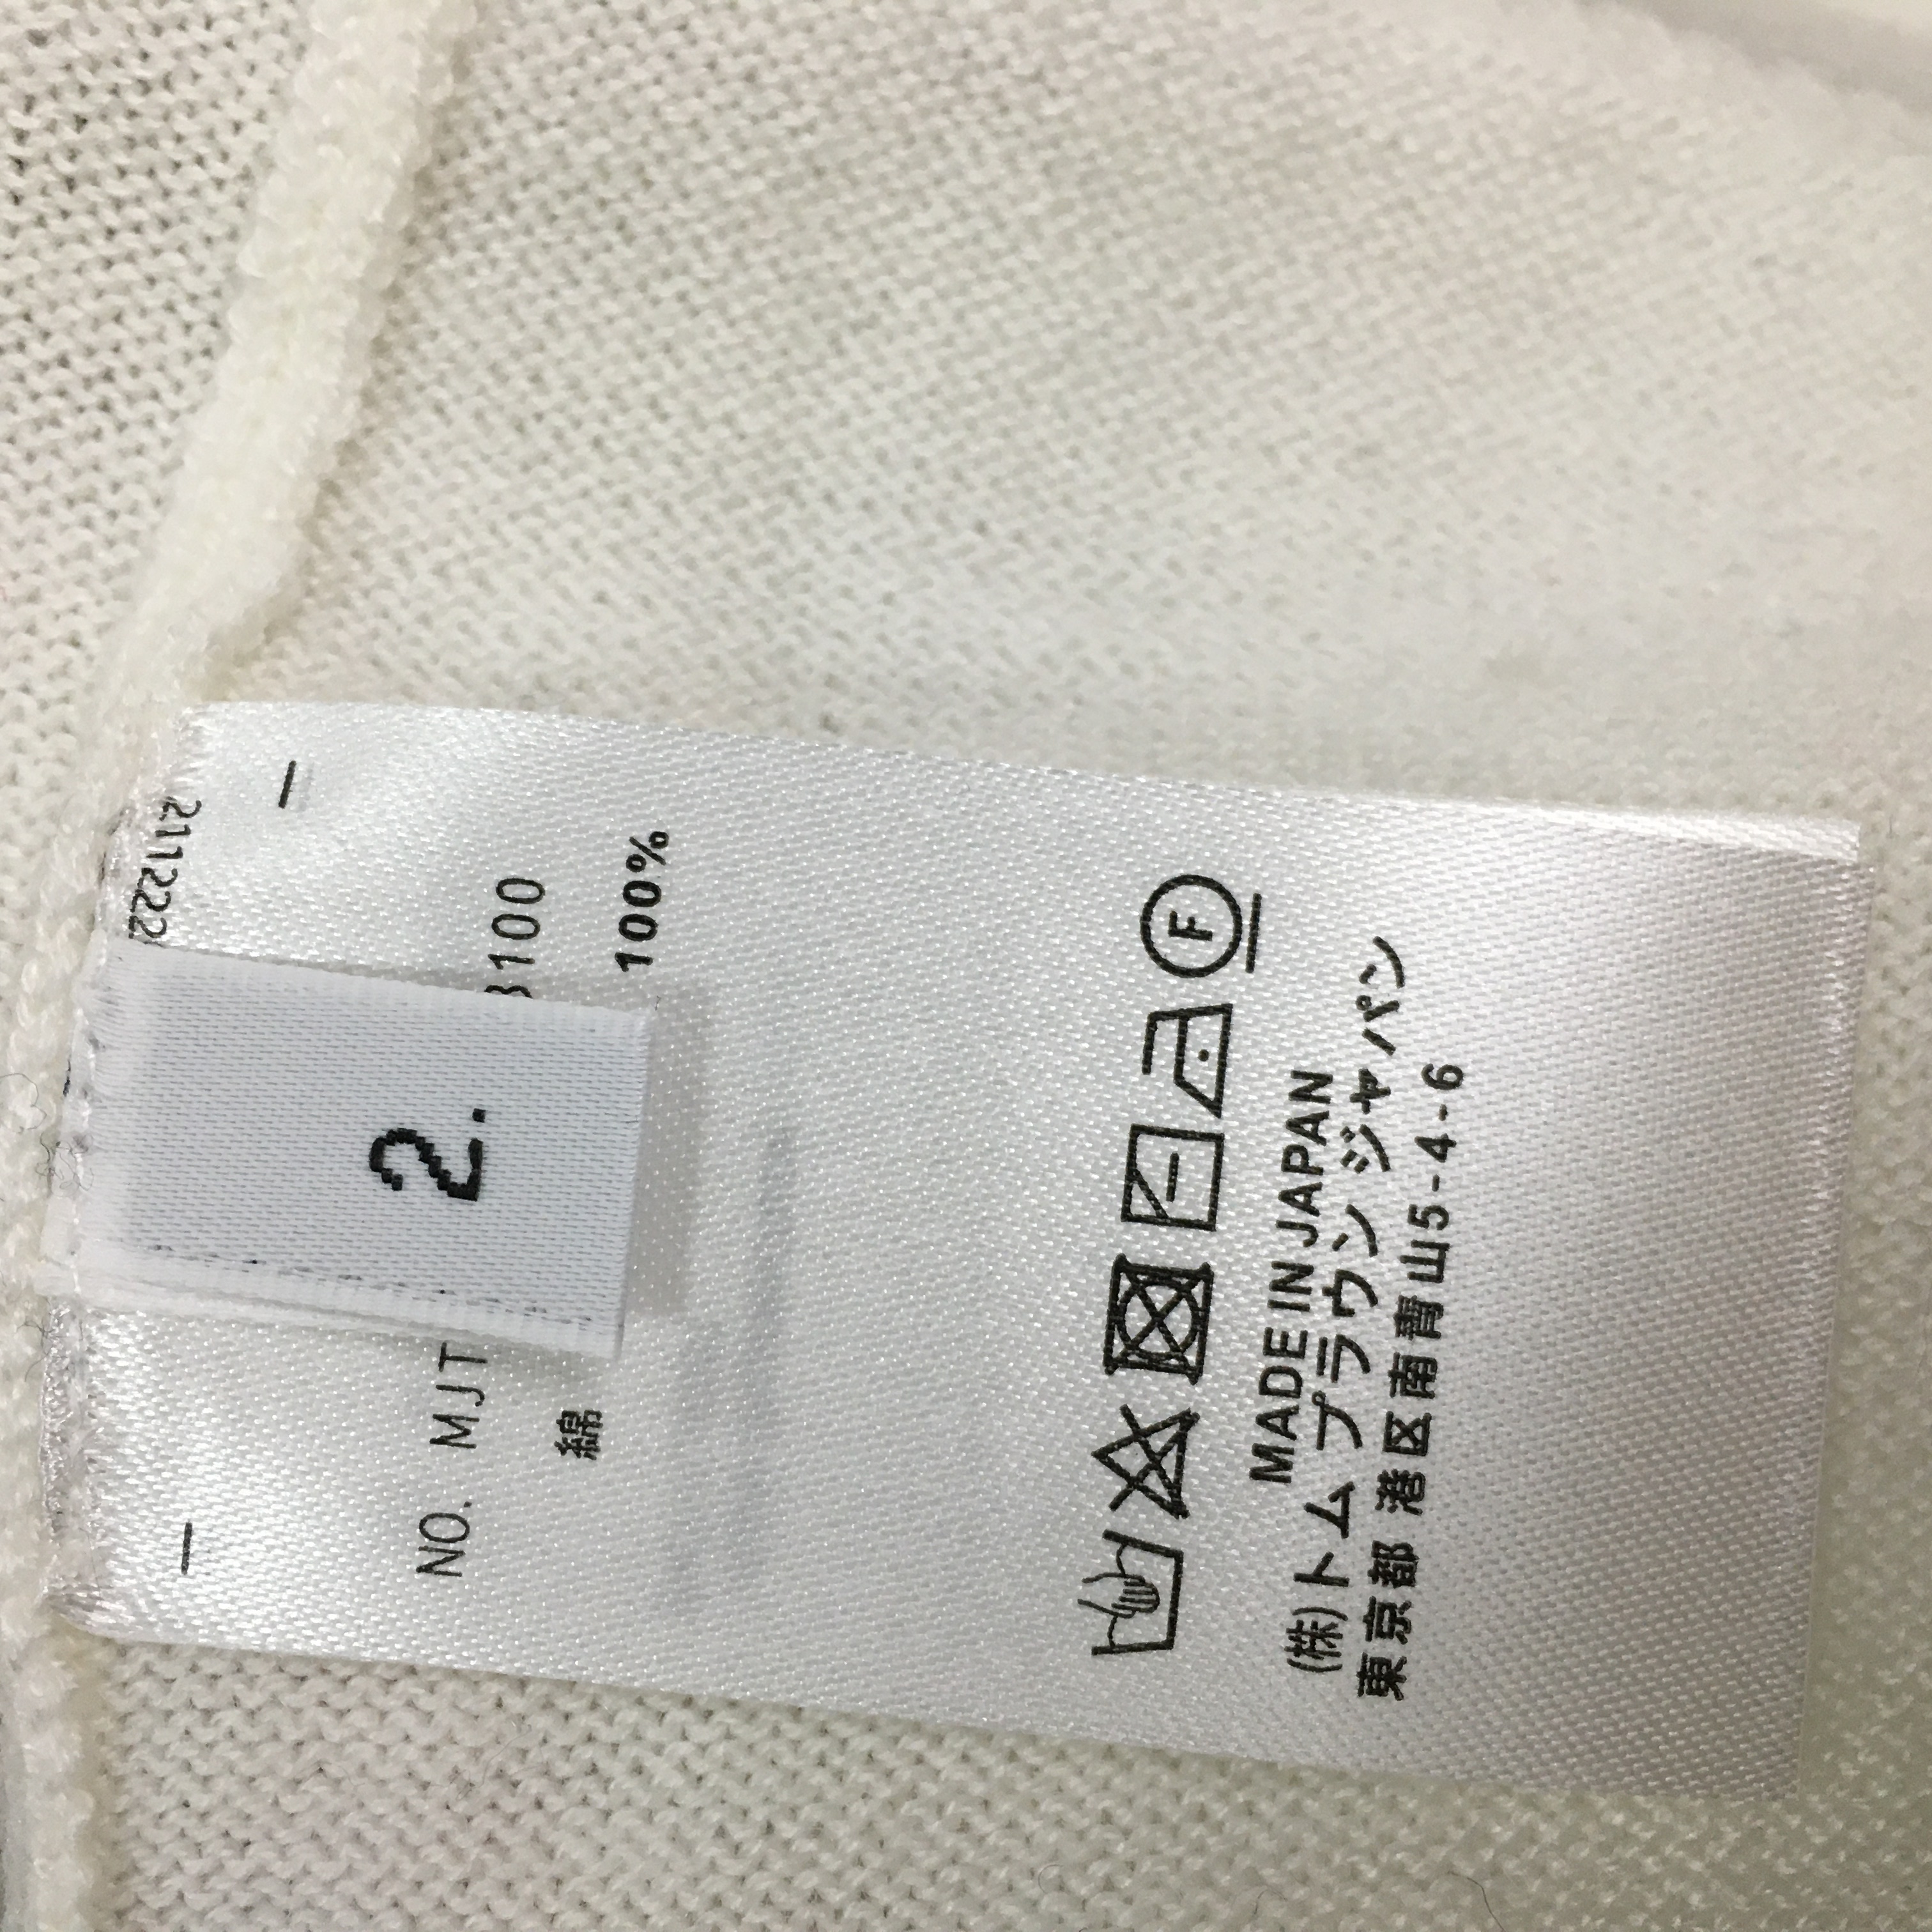 2.
NO. MJT 3100
綿 100%
F
MADE IN JAPAN
(株)トム ブラウン ジャパン
東京都 港区南青山5-4-6